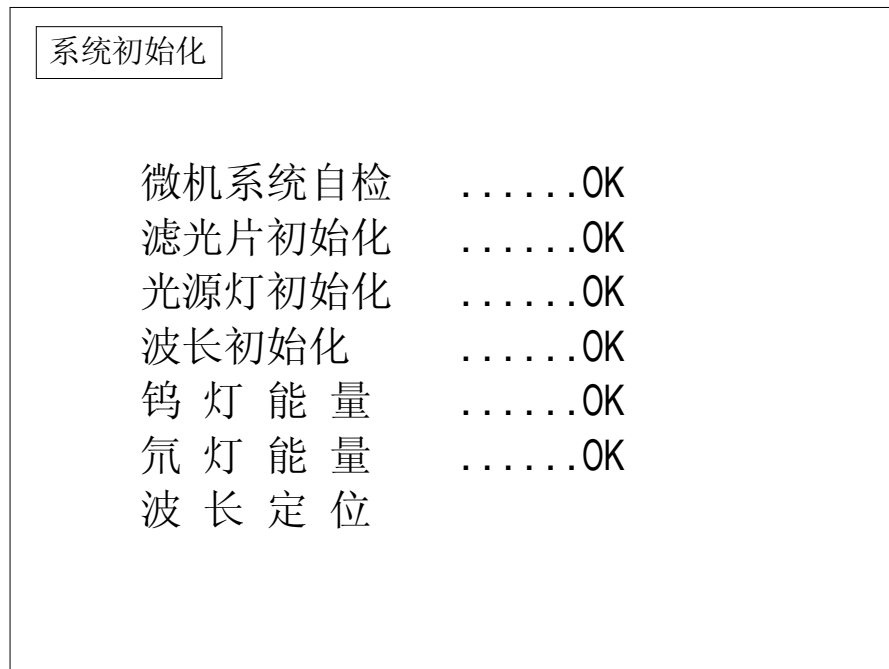 系统初始化
微机系统自检 ......OK
滤光片初始化 ......OK
光源灯初始化 ......OK
波长初始化 ......OK
钨 灯 能 量 ......OK
氘 灯 能 量 ......OK
波 长 定 位